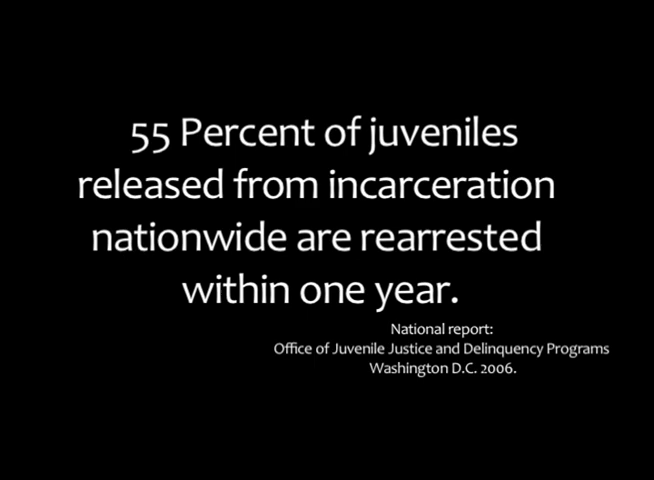 55 Percent of juveniles
released from incarceration
nationwide are rearrested
within one year.
National report:
Office of Juvenile Justice and Delinquency Programs
Washington D.C. 2006.